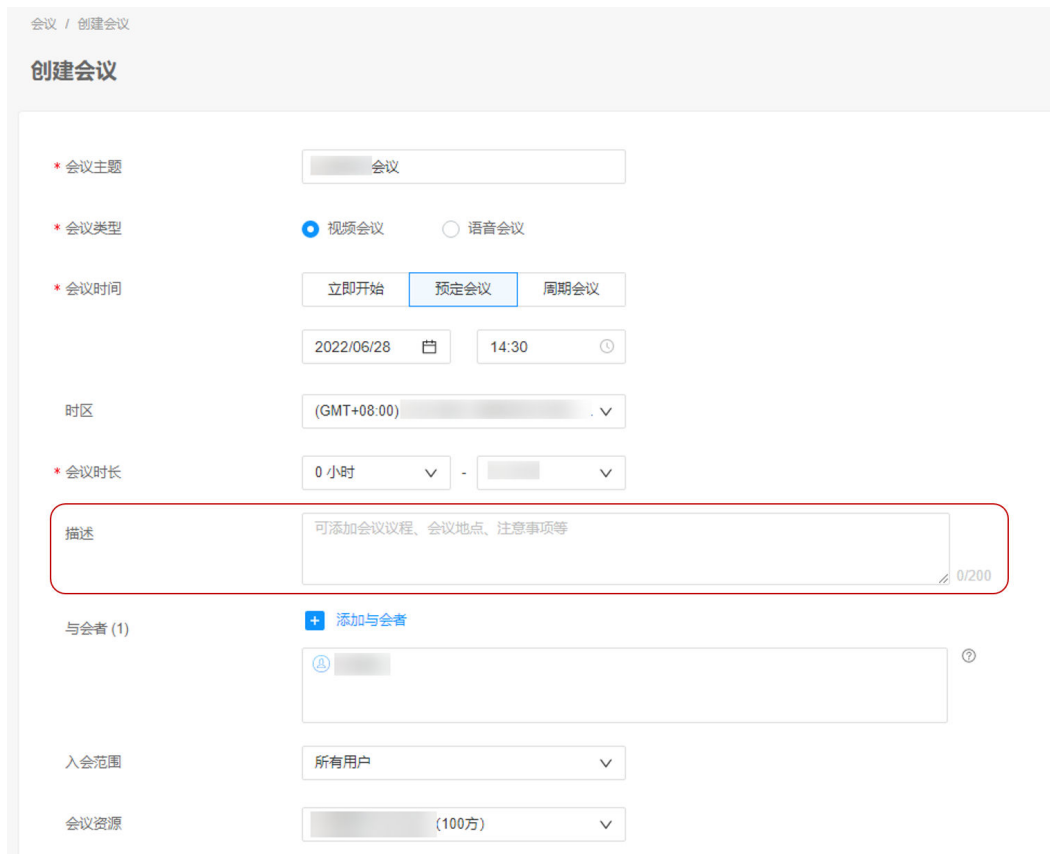 会议 / 创建会议
创建会议
* 会议主题 会议
* 会议类型 视频会议 语音会议
* 会议时间 立即开始 预定会议 周期会议
2022/06/28 14:30
时区 (GMT+08:00) .
* 会议时长 0 小时 -
描述 可添加会议议程、会议地点、注意事项等
0/200
与会者 (1) + 添加与会者
?
入会范围 所有用户
会议资源 (100方)